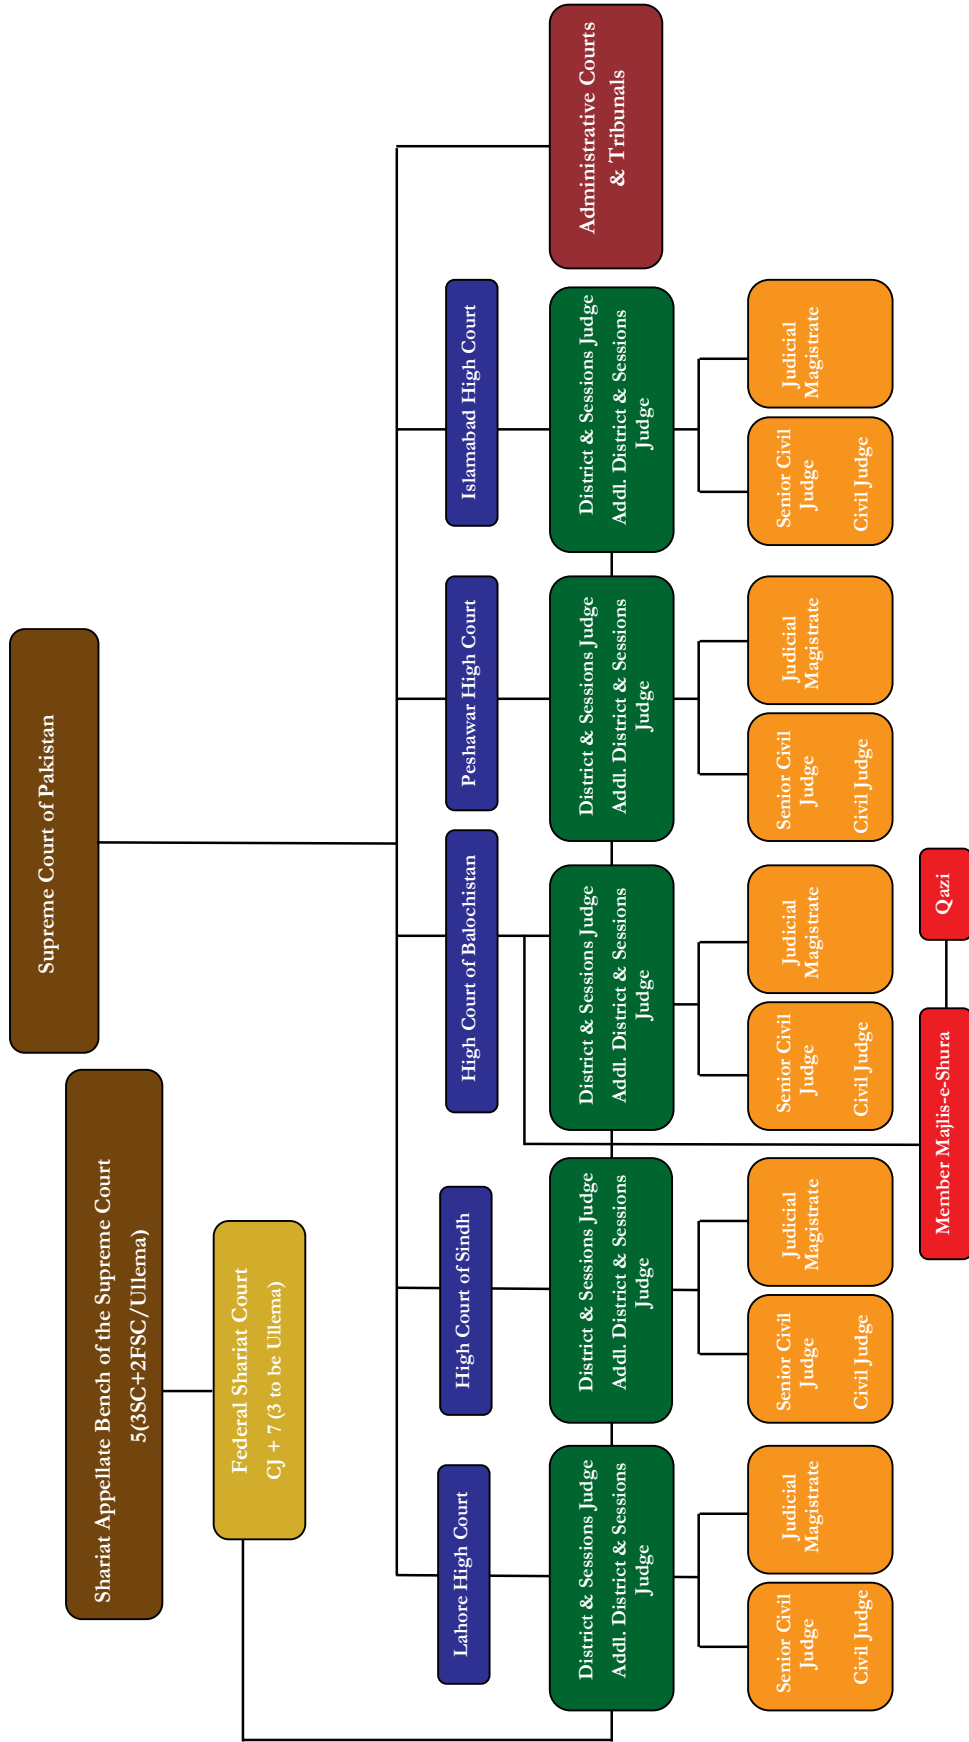 Supreme Court of Pakistan
Shariat Appellate Bench of the Supreme Court
5(3SC+2FSC/Ullema)
Federal Shariat Court
CJ + 7 (3 to be Ullema)
Lahore High Court
High Court of Sindh
High Court of Balochistan
Peshawar High Court
Islamabad High Court
District & Sessions Judge
Addl. District & Sessions
Judge
District & Sessions Judge
Addl. District & Sessions
Judge
District & Sessions Judge
Addl. District & Sessions
Judge
District & Sessions Judge
Addl. District & Sessions
Judge
District & Sessions Judge
Addl. District & Sessions
Judge
Administrative Courts
& Tribunals
Senior Civil
Judge
Civil Judge
Judicial
Magistrate
Senior Civil
Judge
Civil Judge
Judicial
Magistrate
Senior Civil
Judge
Civil Judge
Judicial
Magistrate
Senior Civil
Judge
Civil Judge
Judicial
Magistrate
Senior Civil
Judge
Civil Judge
Judicial
Magistrate
Member Majlis-e-Shura
Qazi